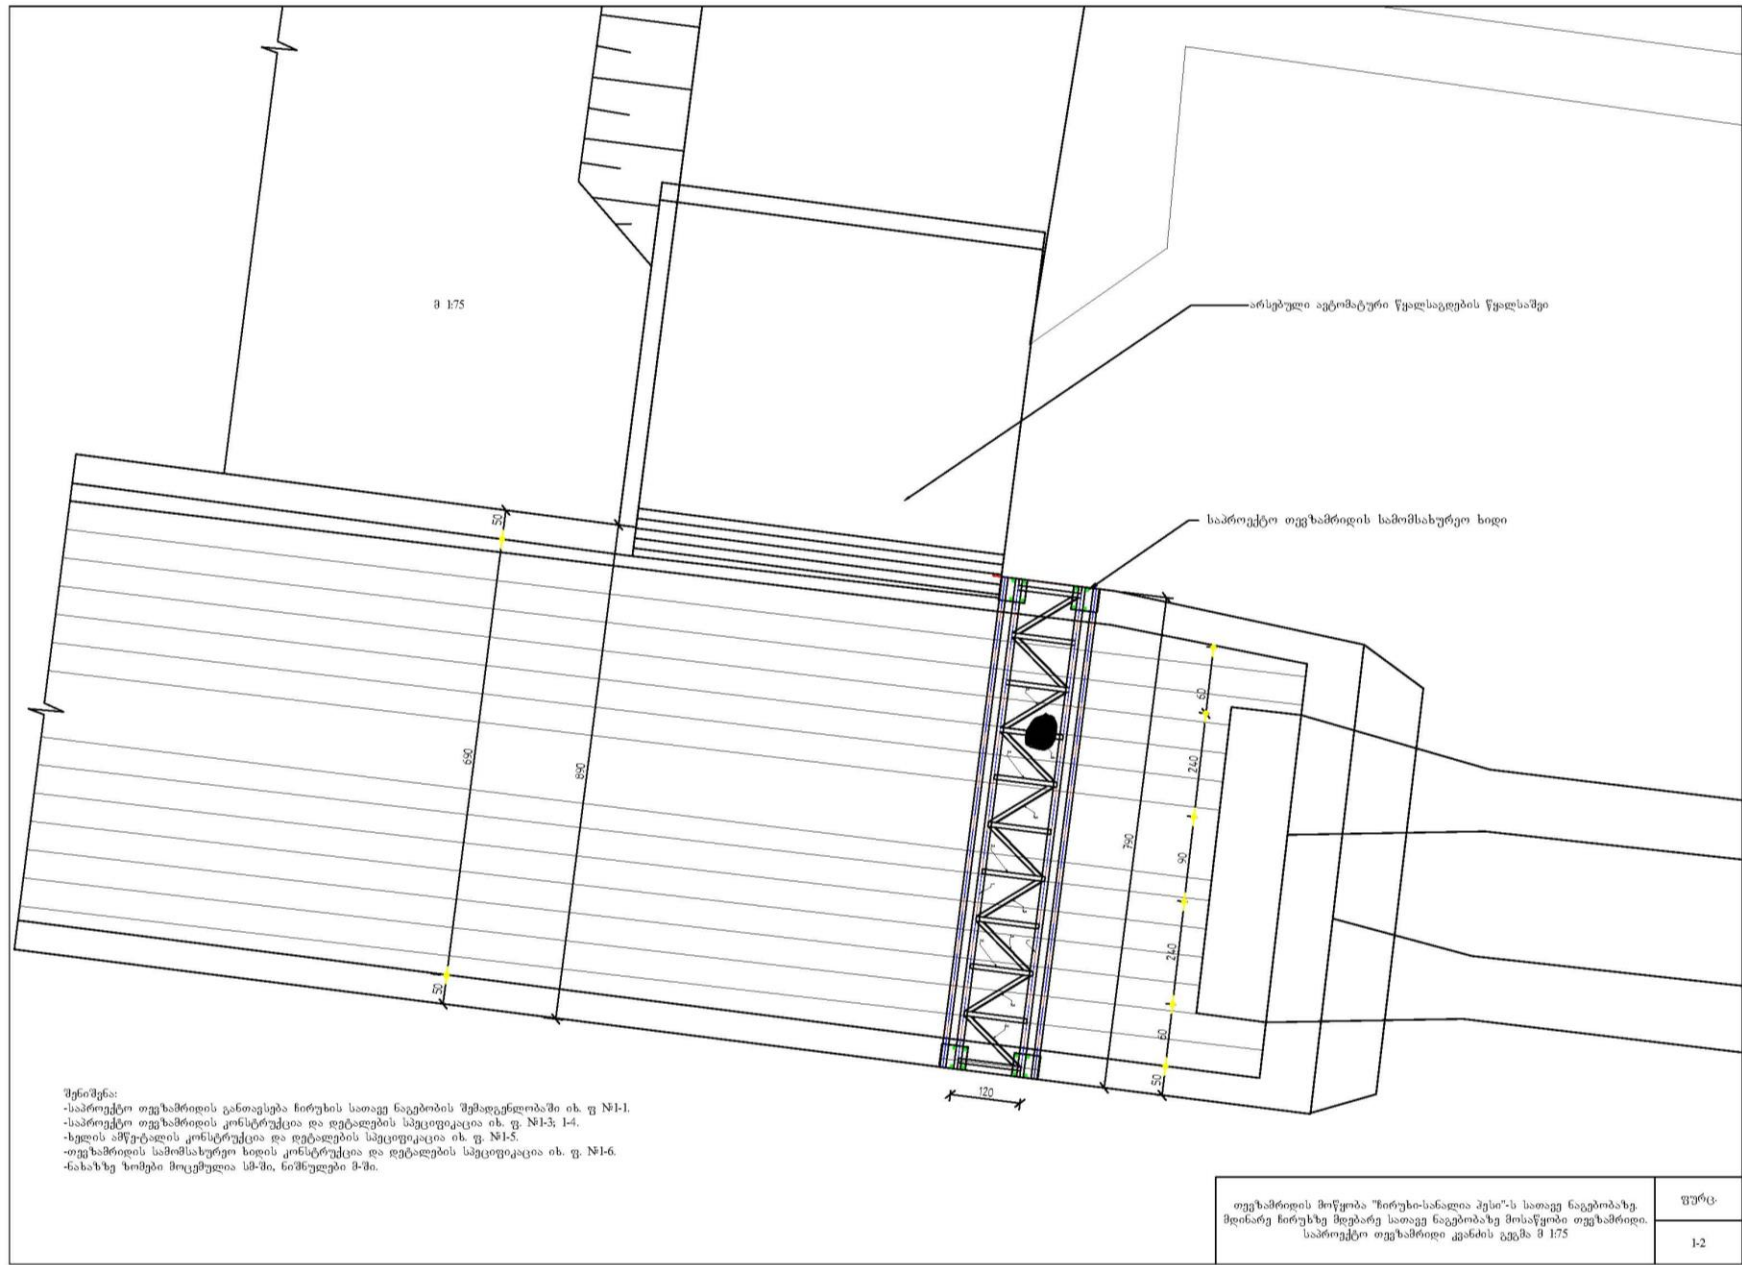 მ 1:75
არსებული ავტომატური წყალსაგდების წყალსაშვი
საპროექტო თევზამრიდის სამომსახურეო ხიდი
50
690
50
890
120
790
60
240
90
240
60
50
შენიშვნა:
-საპროექტო თევზამრიდის განთავსება ჩირუხის სათავე ნაგებობის შემადგენლობაში იხ. ფ №1-1.
-საპროექტო თევზამრიდის კონსტრუქცია და დეტალების სპეციფიკაცია იხ. ფ. №1-3; 1-4.
-ხელის ამწე-ტალის კონსტრუქცია და დეტალების სპეციფიკაცია იხ. ფ. №1-5.
-თევზამრიდის სამომსახურეო ხიდის კონსტრუქცია და დეტალების სპეციფიკაცია იხ. ფ. №1-6.
-ნახაზზე ზომები მოცემულია სმ-ში, ნიშნულები მ-ში.
თევზამრიდის მოწყობა "ჩირუხი-სანალია ჰესი"-ს სათავე ნაგებობაზე.
მდინარე ჩირუხზე მდებარე სათავე ნაგებობაზე მოსაწყობი თევზამრიდი.
საპროექტო თევზამრიდი კვანძის გეგმა მ 1:75
ფურც.
1-2